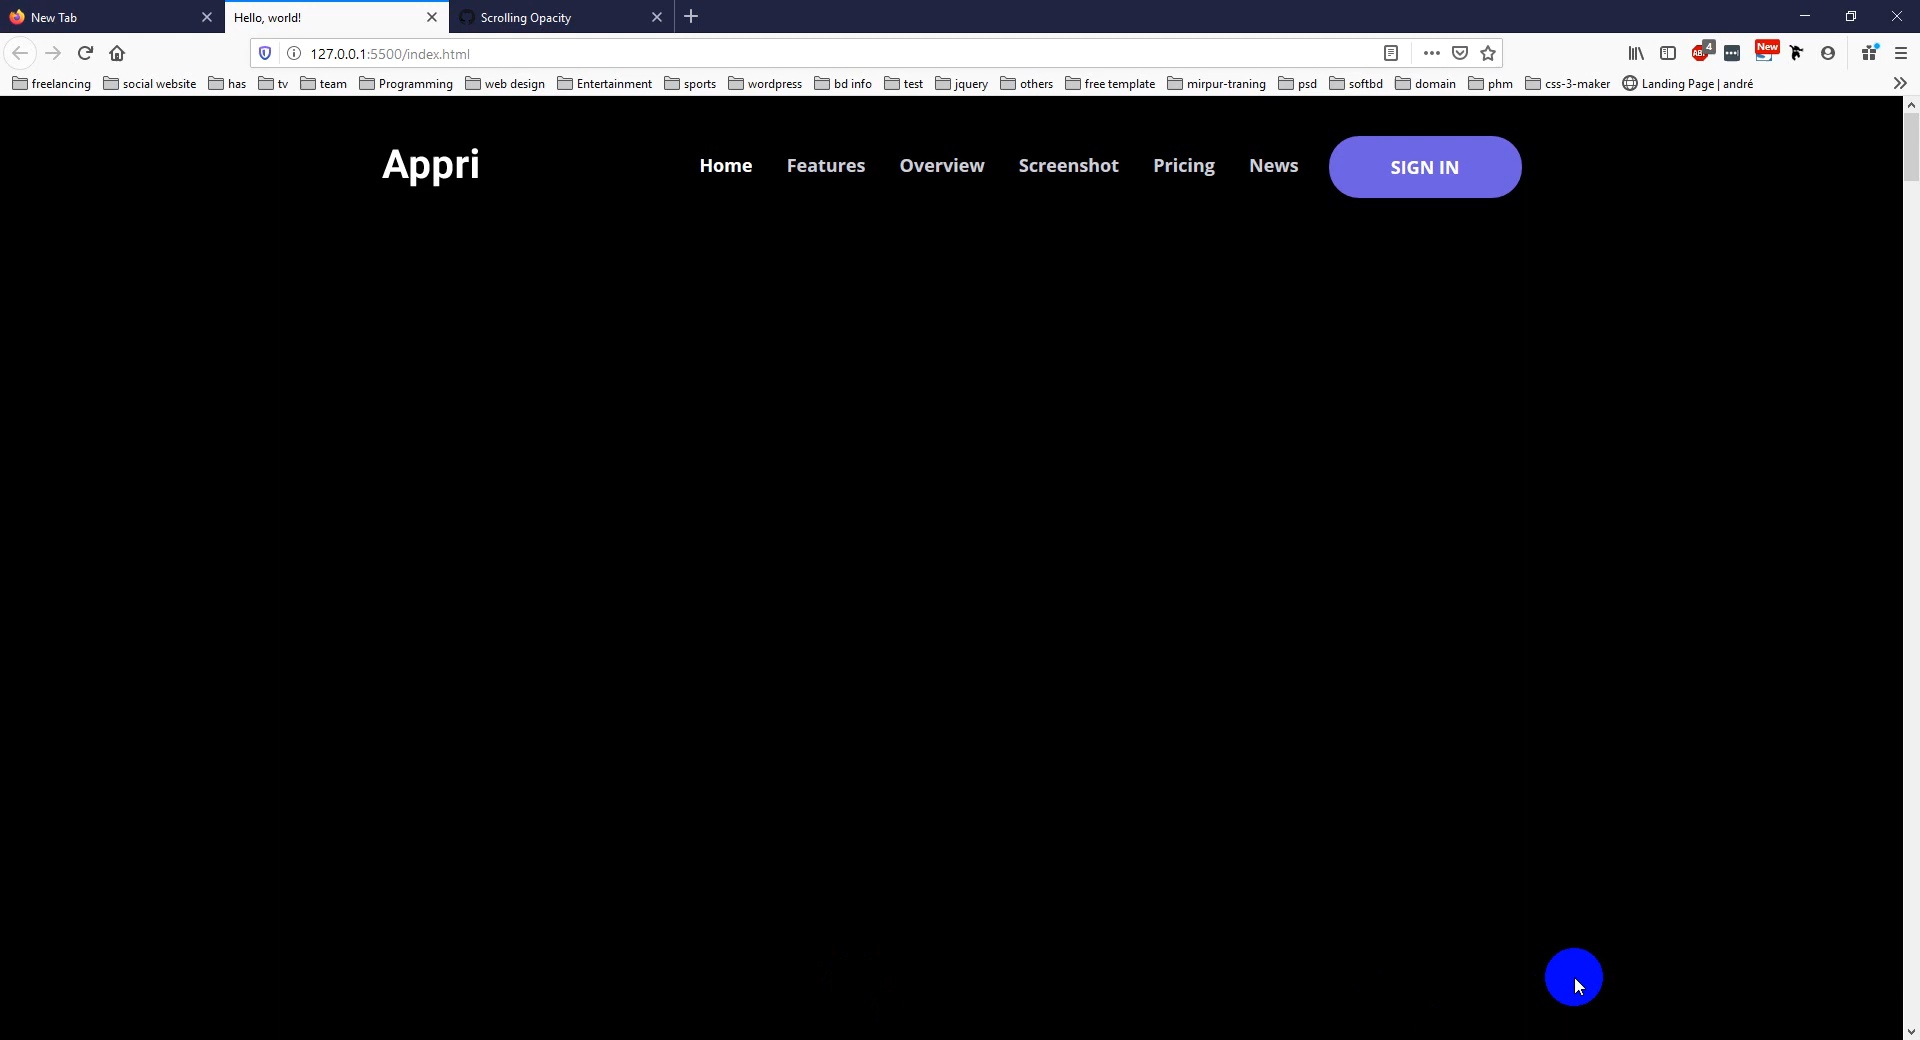 New Tab
Hello, world!
Scrolling Opacity
127.0.0.1:5500/index.html
ABP 4
New
freelancing social website has tv team Programming web design Entertainment sports wordpress bd info test jquery others free template mirpur-traning psd softbd domain phm css-3-maker Landing Page | andré
Appri
Home Features Overview Screenshot Pricing News SIGN IN